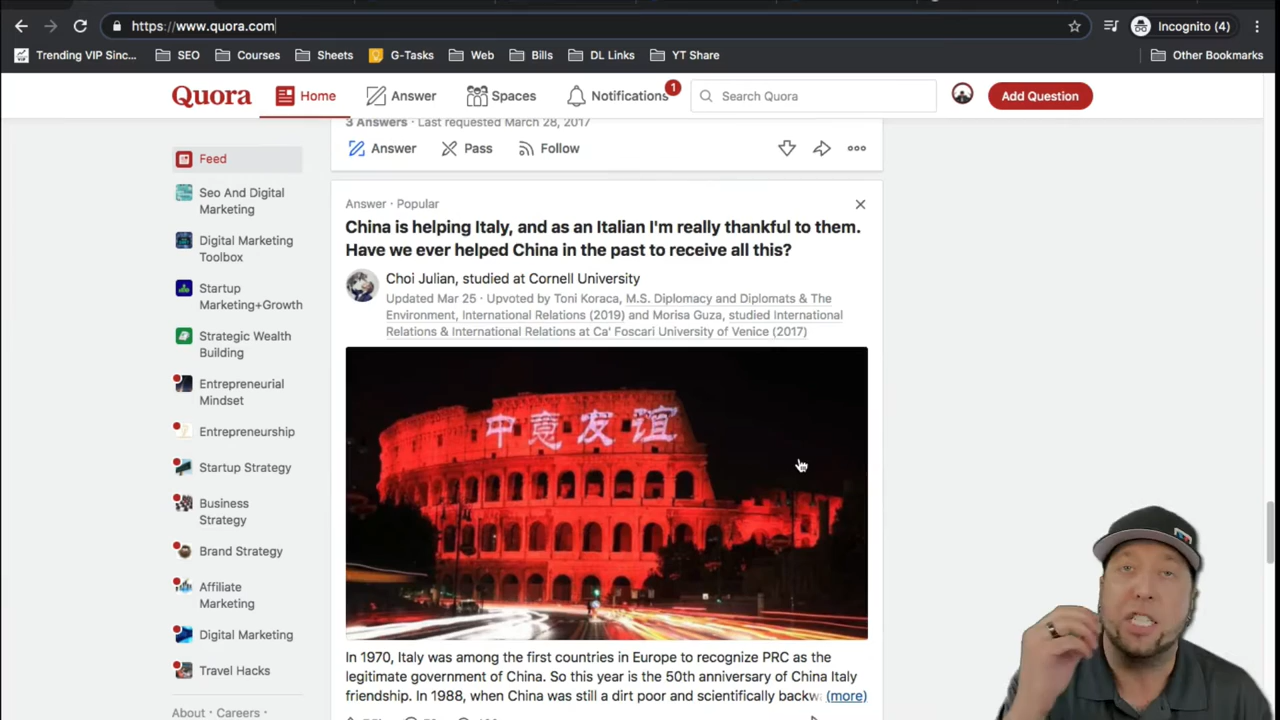 https://www.quora.com
Incognito (4)
Trending VIP Sinc...
SEO
Courses
Sheets
G-Tasks
Web
Bills
DL Links
YT Share
Other Bookmarks
Quora
Home
Answer
Spaces
Notifications
1
Search Quora
Add Question
Feed
Seo And Digital
Marketing
Digital Marketing
Toolbox
Startup
Marketing+Growth
Strategic Wealth
Building
Entrepreneurial
Mindset
Entrepreneurship
Startup Strategy
Business
Strategy
Brand Strategy
Affiliate
Marketing
Digital Marketing
Travel Hacks
About · Careers ·
3 Answers · Last requested March 28, 2017
Answer
Pass
Follow
Answer · Popular
China is helping Italy, and as an Italian I'm really thankful to them.
Have we ever helped China in the past to receive all this?
Choi Julian, studied at Cornell University
Updated Mar 25 · Upvoted by Toni Koraca, M.S. Diplomacy and Diplomats & The
Environment, International Relations (2019) and Morisa Guza, studied International
Relations & International Relations at Ca' Foscari University of Venice (2017)
中意友谊
In 1970, Italy was among the first countries in Europe to recognize PRC as the
legitimate government of China. So this year is the 50th anniversary of China Italy
friendship. In 1988, when China was still a dirt poor and scientifically backw (more)